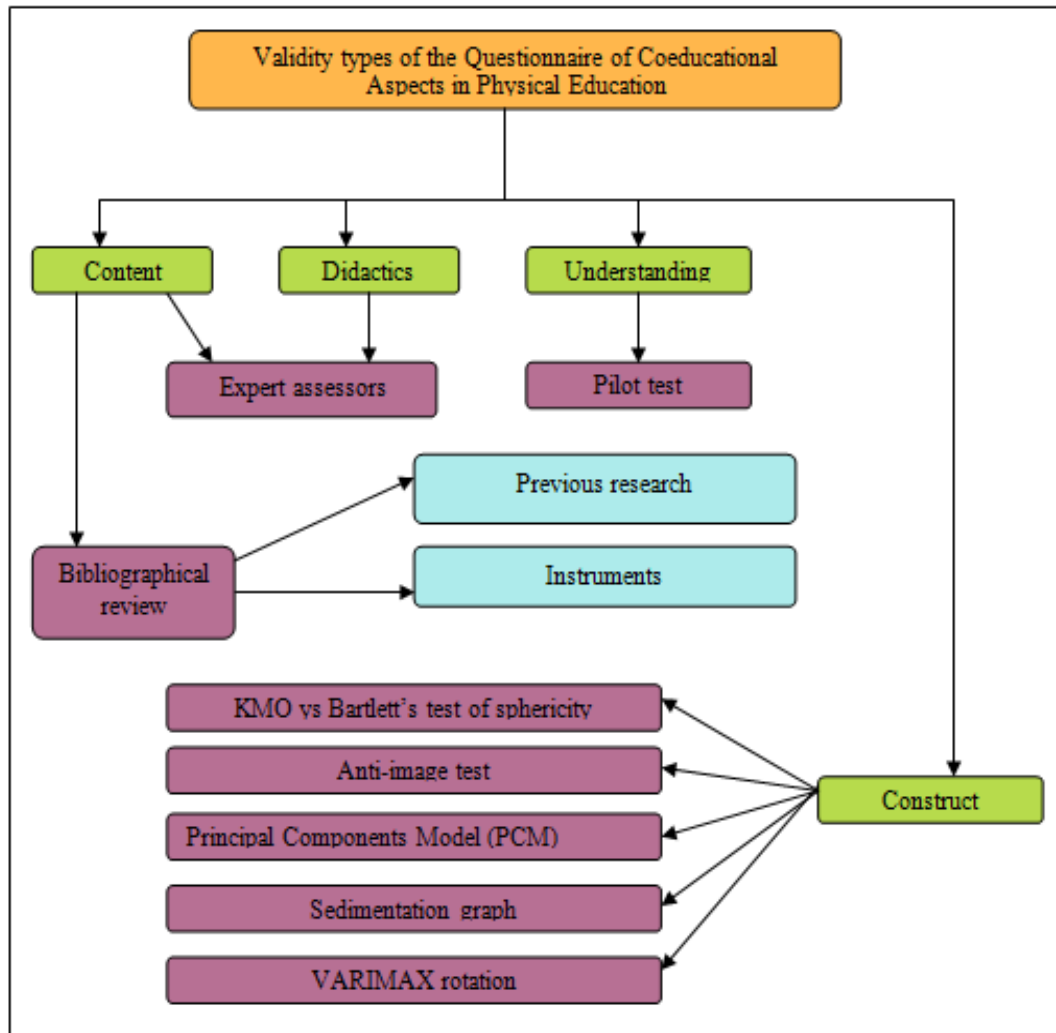 Validity types of the Questionnaire of Coeducational
Aspects in Physical Education
Content
Didactics
Understanding
Expert assessors
Pilot test
Previous research
Bibliographical
review
Instruments
KMO vs Bartlett’s test of sphericity
Anti-image test
Construct
Principal Components Model (PCM)
Sedimentation graph
VARIMAX rotation